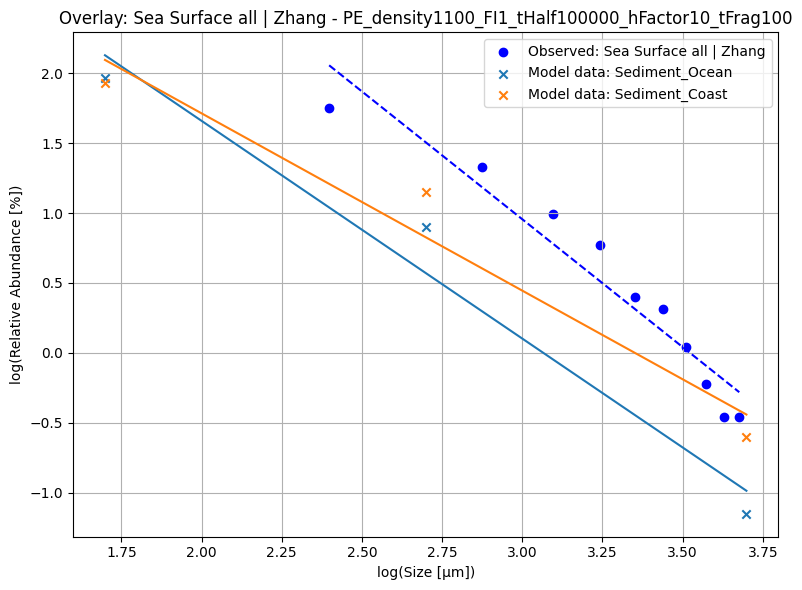 Overlay: Sea Surface all | Zhang - PE_density1100_FI1_tHalf100000_hFactor10_tFrag100
Observed: Sea Surface all | Zhang
Model data: Sediment_Ocean
Model data: Sediment_Coast
log(Relative Abundance [%])
2.0
1.5
1.0
0.5
0.0
−0.5
−1.0
1.75 2.00 2.25 2.50 2.75 3.00 3.25 3.50 3.75
log(Size [μm])